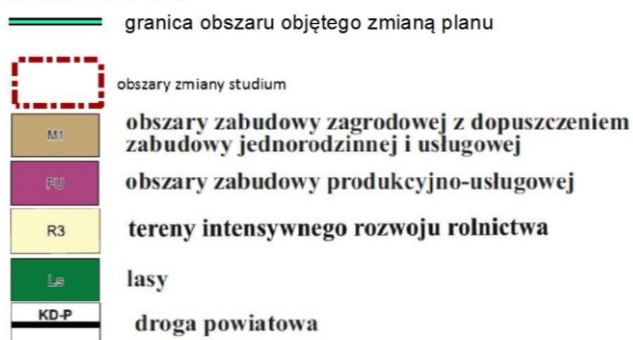 granica obszaru objętego zmianą planu
obszary zmiany studium
M1
obszary zabudowy zagrodowej z dopuszczeniem
zabudowy jednorodzinnej i usługowej
PU
obszary zabudowy produkcyjno-usługowej
R3
tereny intensywnego rozwoju rolnictwa
Ls
lasy
KD-P
droga powiatowa